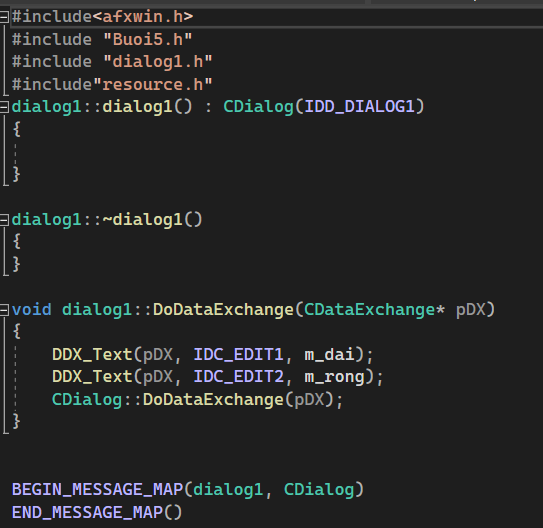 #include<afxwin.h>
#include "Buoi5.h"
#include "dialog1.h"
#include"resource.h"
dialog1::dialog1() : CDialog(IDD_DIALOG1)
{
}
dialog1::~dialog1()
{
}
void dialog1::DoDataExchange(CDataExchange* pDX)
{
    DDX_Text(pDX, IDC_EDIT1, m_dai);
    DDX_Text(pDX, IDC_EDIT2, m_rong);
    CDialog::DoDataExchange(pDX);
}
BEGIN_MESSAGE_MAP(dialog1, CDialog)
END_MESSAGE_MAP()